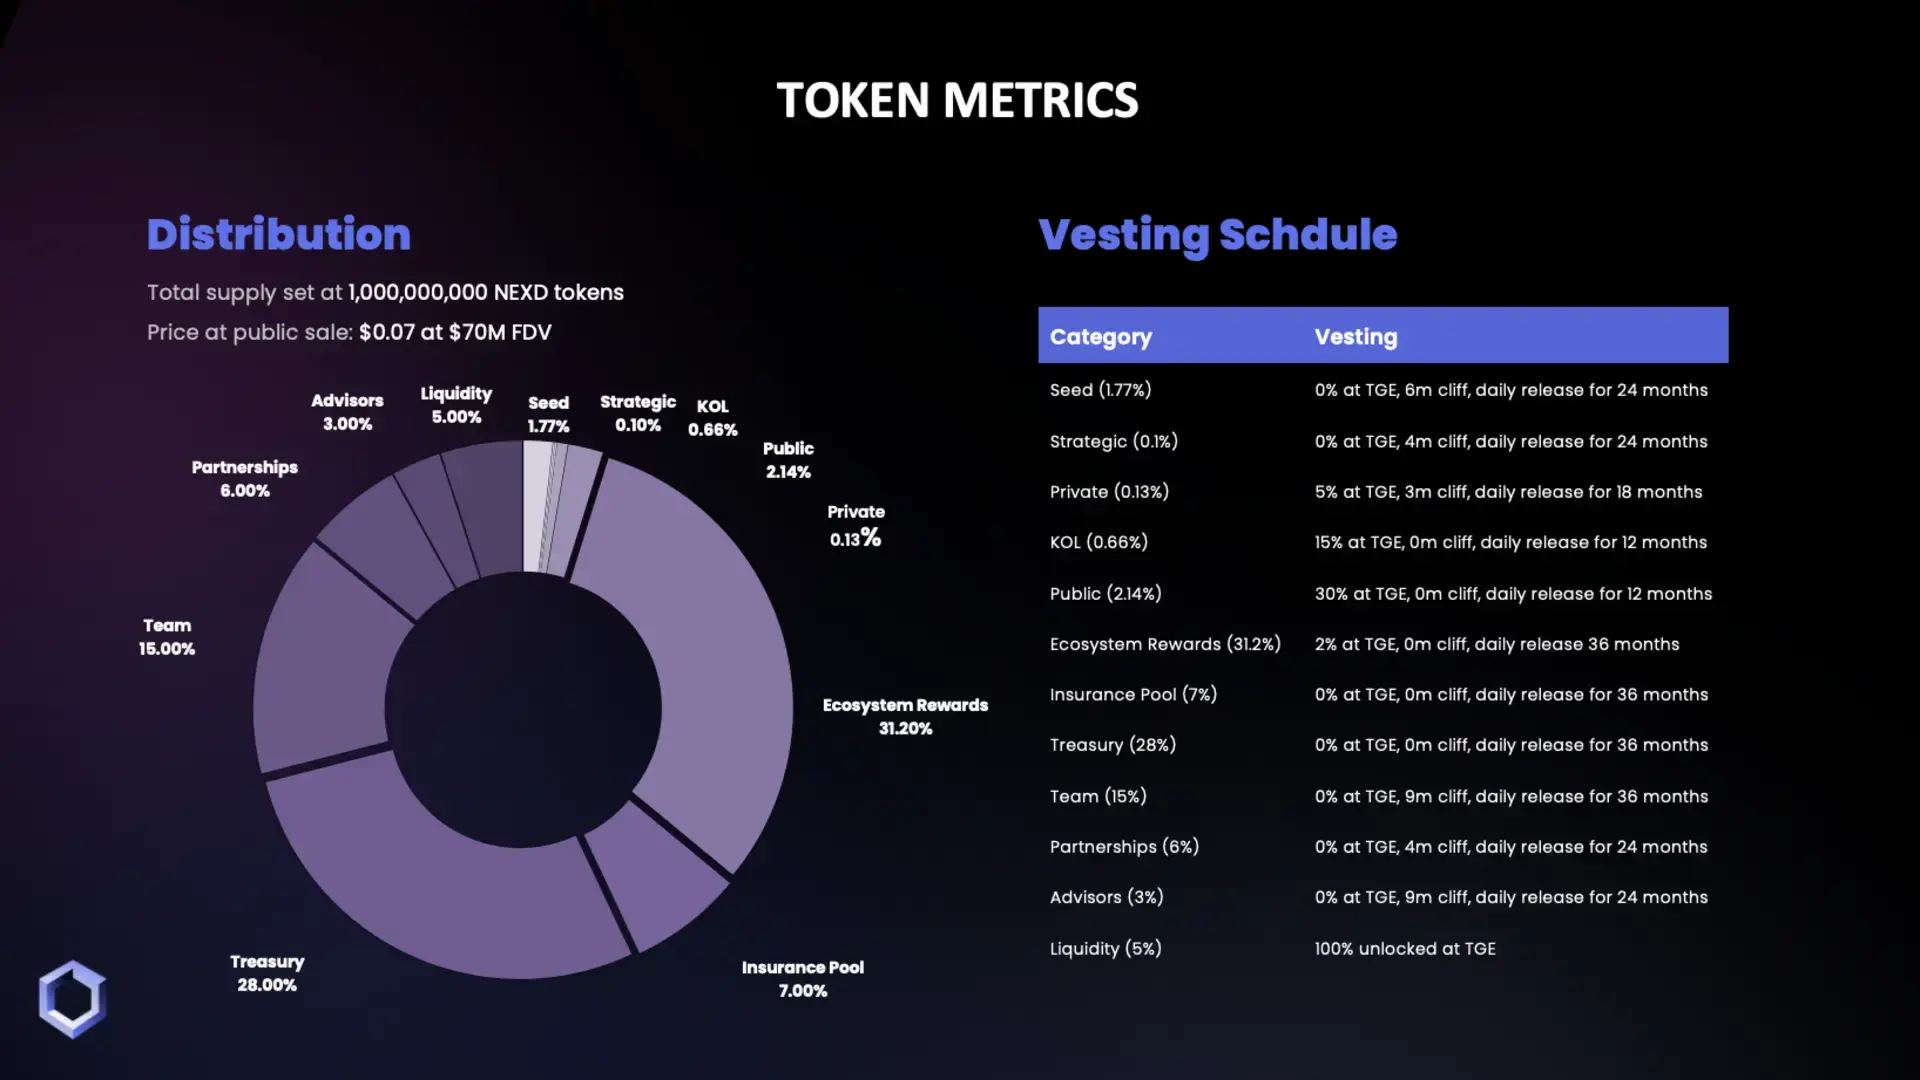 TOKEN METRICS
Distribution
Total supply set at 1,000,000,000 NEXD tokens
Price at public sale: $0.07 at $70M FDV
Advisors
3.00%
Liquidity
5.00%
Seed
1.77%
Strategic
0.10%
KOL
0.66%
Public
2.14%
Partnerships
6.00%
Private
0.13%
Team
15.00%
Ecosystem Rewards
31.20%
Treasury
28.00%
Insurance Pool
7.00%
Vesting Schdule
Category Vesting
Seed (1.77%) 0% at TGE, 6m cliff, daily release for 24 months
Strategic (0.1%) 0% at TGE, 4m cliff, daily release for 24 months
Private (0.13%) 5% at TGE, 3m cliff, daily release for 18 months
KOL (0.66%) 15% at TGE, 0m cliff, daily release for 12 months
Public (2.14%) 30% at TGE, 0m cliff, daily release for 12 months
Ecosystem Rewards (31.2%) 2% at TGE, 0m cliff, daily release 36 months
Insurance Pool (7%) 0% at TGE, 0m cliff, daily release for 36 months
Treasury (28%) 0% at TGE, 0m cliff, daily release for 36 months
Team (15%) 0% at TGE, 9m cliff, daily release for 36 months
Partnerships (6%) 0% at TGE, 4m cliff, daily release for 24 months
Advisors (3%) 0% at TGE, 9m cliff, daily release for 24 months
Liquidity (5%) 100% unlocked at TGE